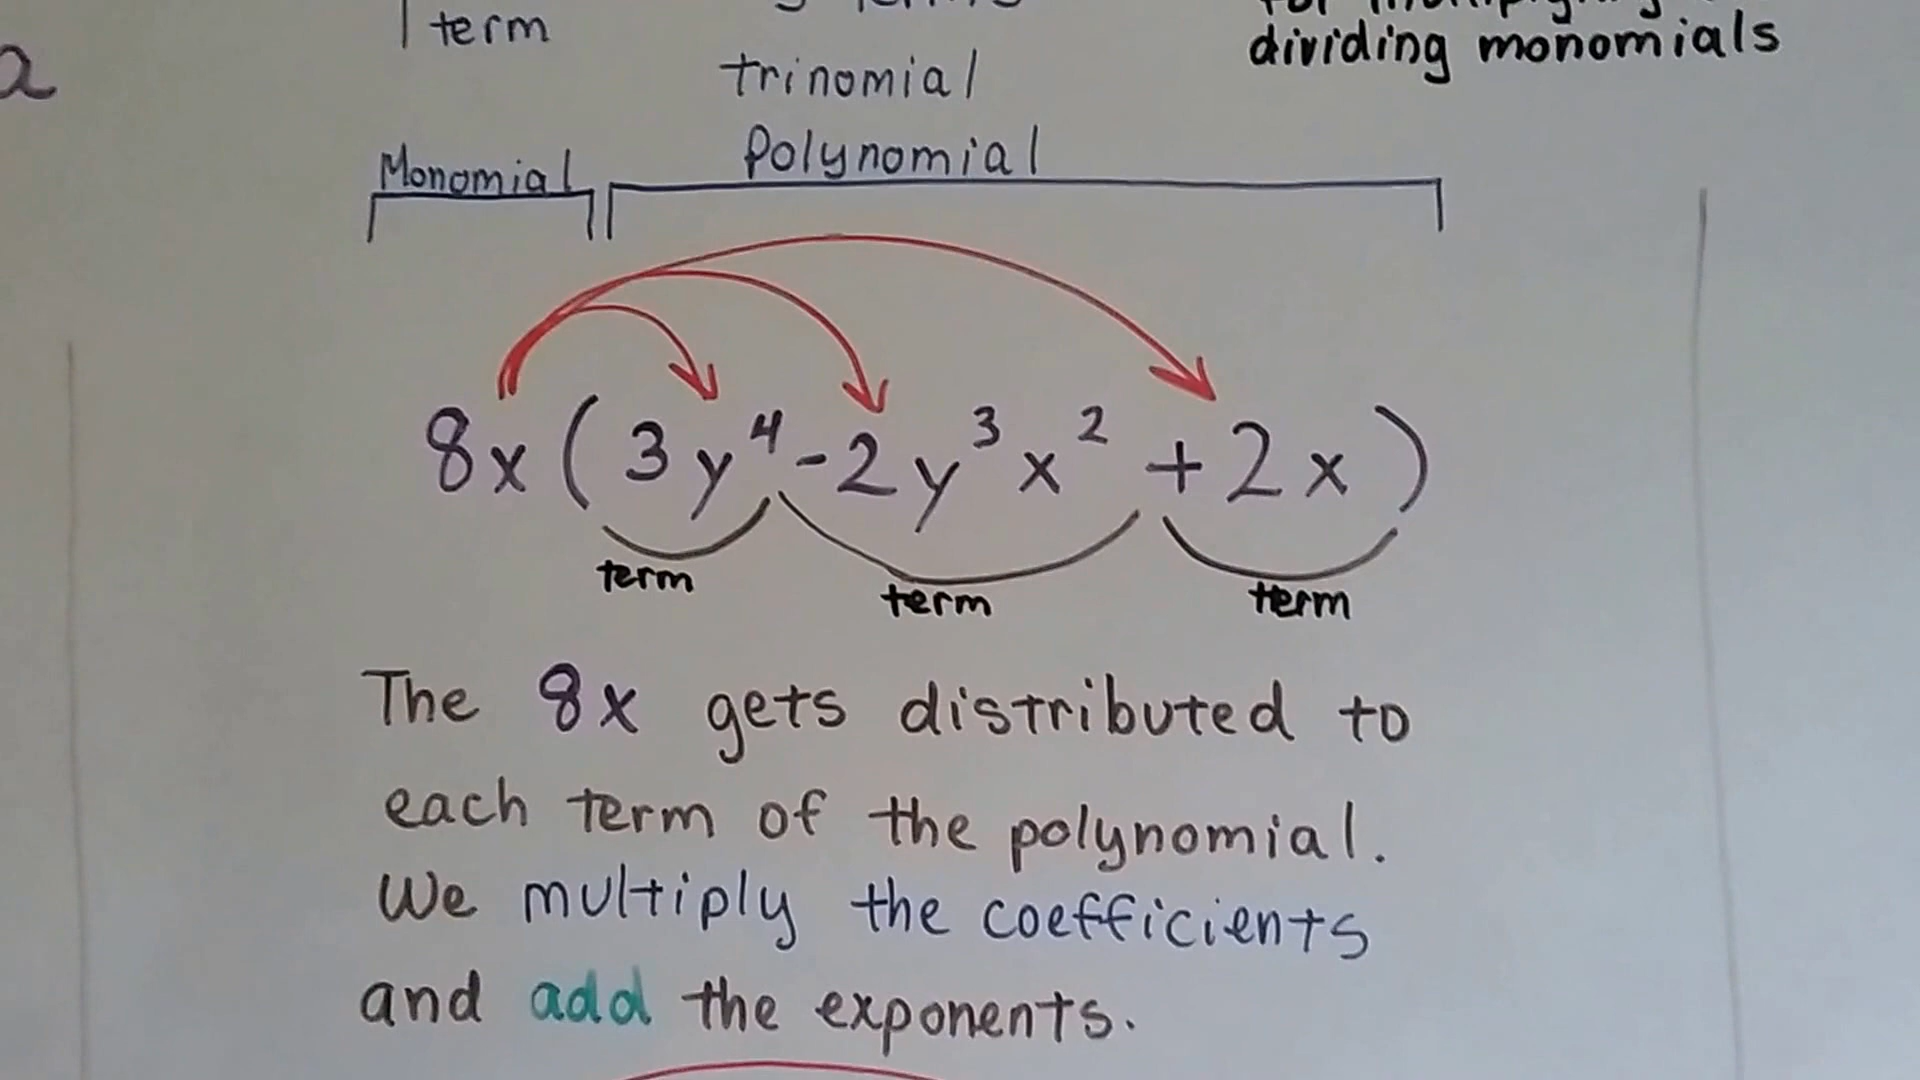 1 term
trinomial
dividing monomials
Monomial
Polynomial
8x(3y⁴-2y³x²+2x)
term
term
term
The 8x gets distributed to
each term of the polynomial.
We multiply the coefficients
and add the exponents.